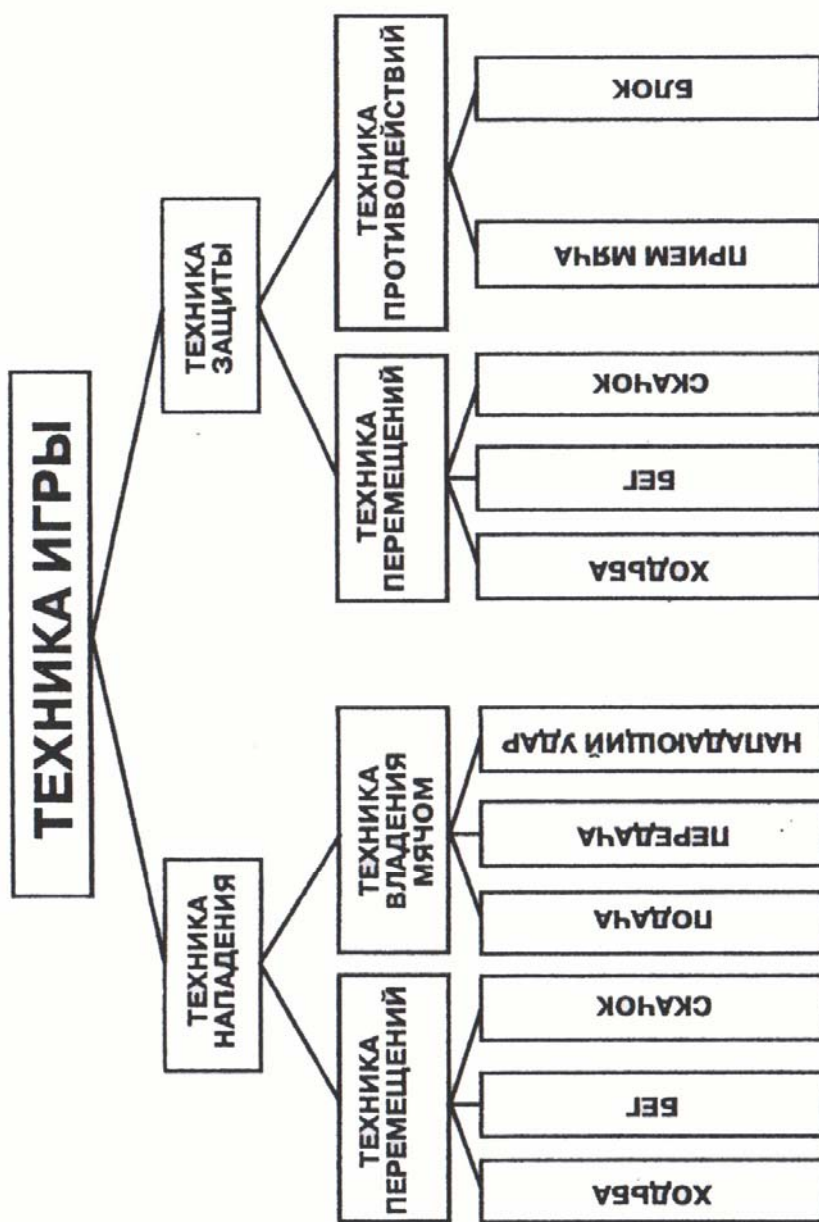 ТЕХНИКА ИГРЫ
ТЕХНИКА
НАПАДЕНИЯ
ТЕХНИКА
ЗАЩИТЫ
ТЕХНИКА
ПЕРЕМЕЩЕНИЙ
ТЕХНИКА
ВЛАДЕНИЯ
МЯЧОМ
ТЕХНИКА
ПЕРЕМЕЩЕНИЙ
ТЕХНИКА
ПРОТИВОДЕЙСТВИЙ
ХОДЬБА
БЕГ
СКАЧОК
ПОДАЧА
ПЕРЕДАЧА
НАПАДАЮЩИЙ УДАР
ХОДЬБА
БЕГ
СКАЧОК
ПРИЕМ МЯЧА
БЛОК